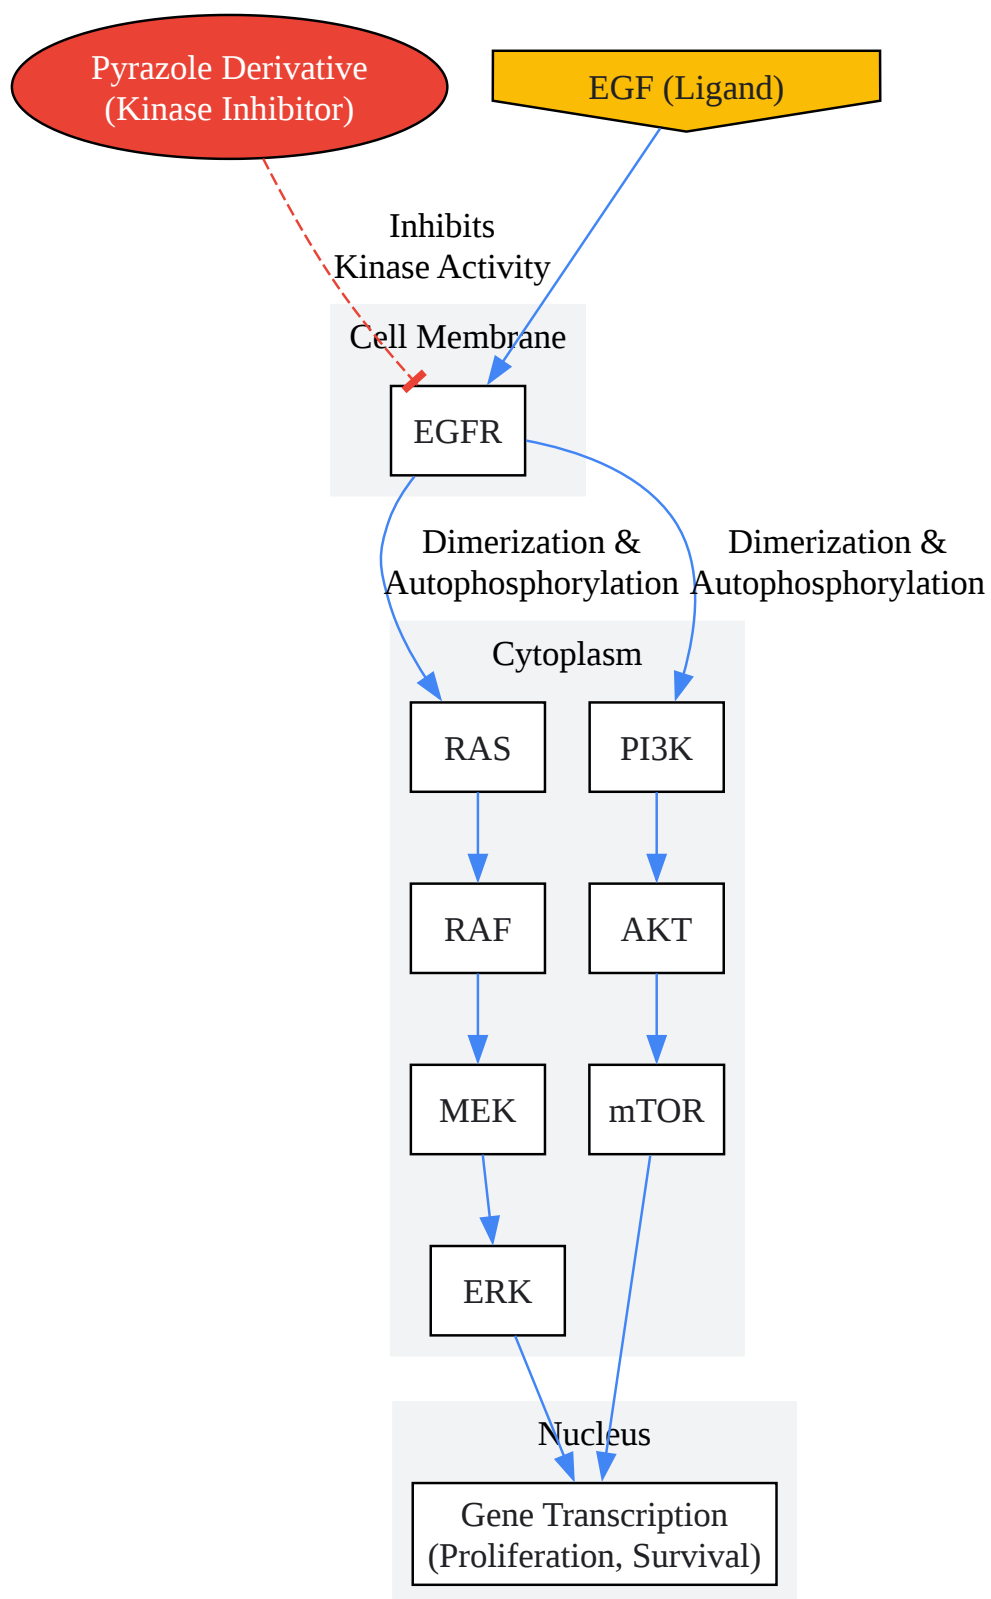 Pyrazole Derivative
(Kinase Inhibitor)
EGF (Ligand)
Inhibits
Kinase Activity
Cell Membrane
EGFR
Dimerization &
Autophosphorylation
Dimerization &
Autophosphorylation
Cytoplasm
RAS
PI3K
RAF
AKT
MEK
mTOR
ERK
Nucleus
Gene Transcription
(Proliferation, Survival)